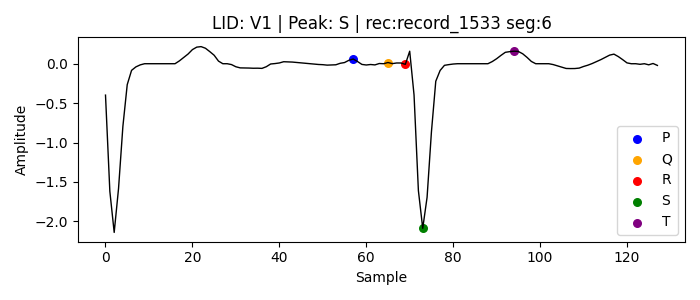 LID: V1 | Peak: S | rec:record_1533 seg:6
Amplitude
0.0
−0.5
−1.0
−1.5
−2.0
P
Q
R
S
T
0 20 40 60 80 100 120
Sample